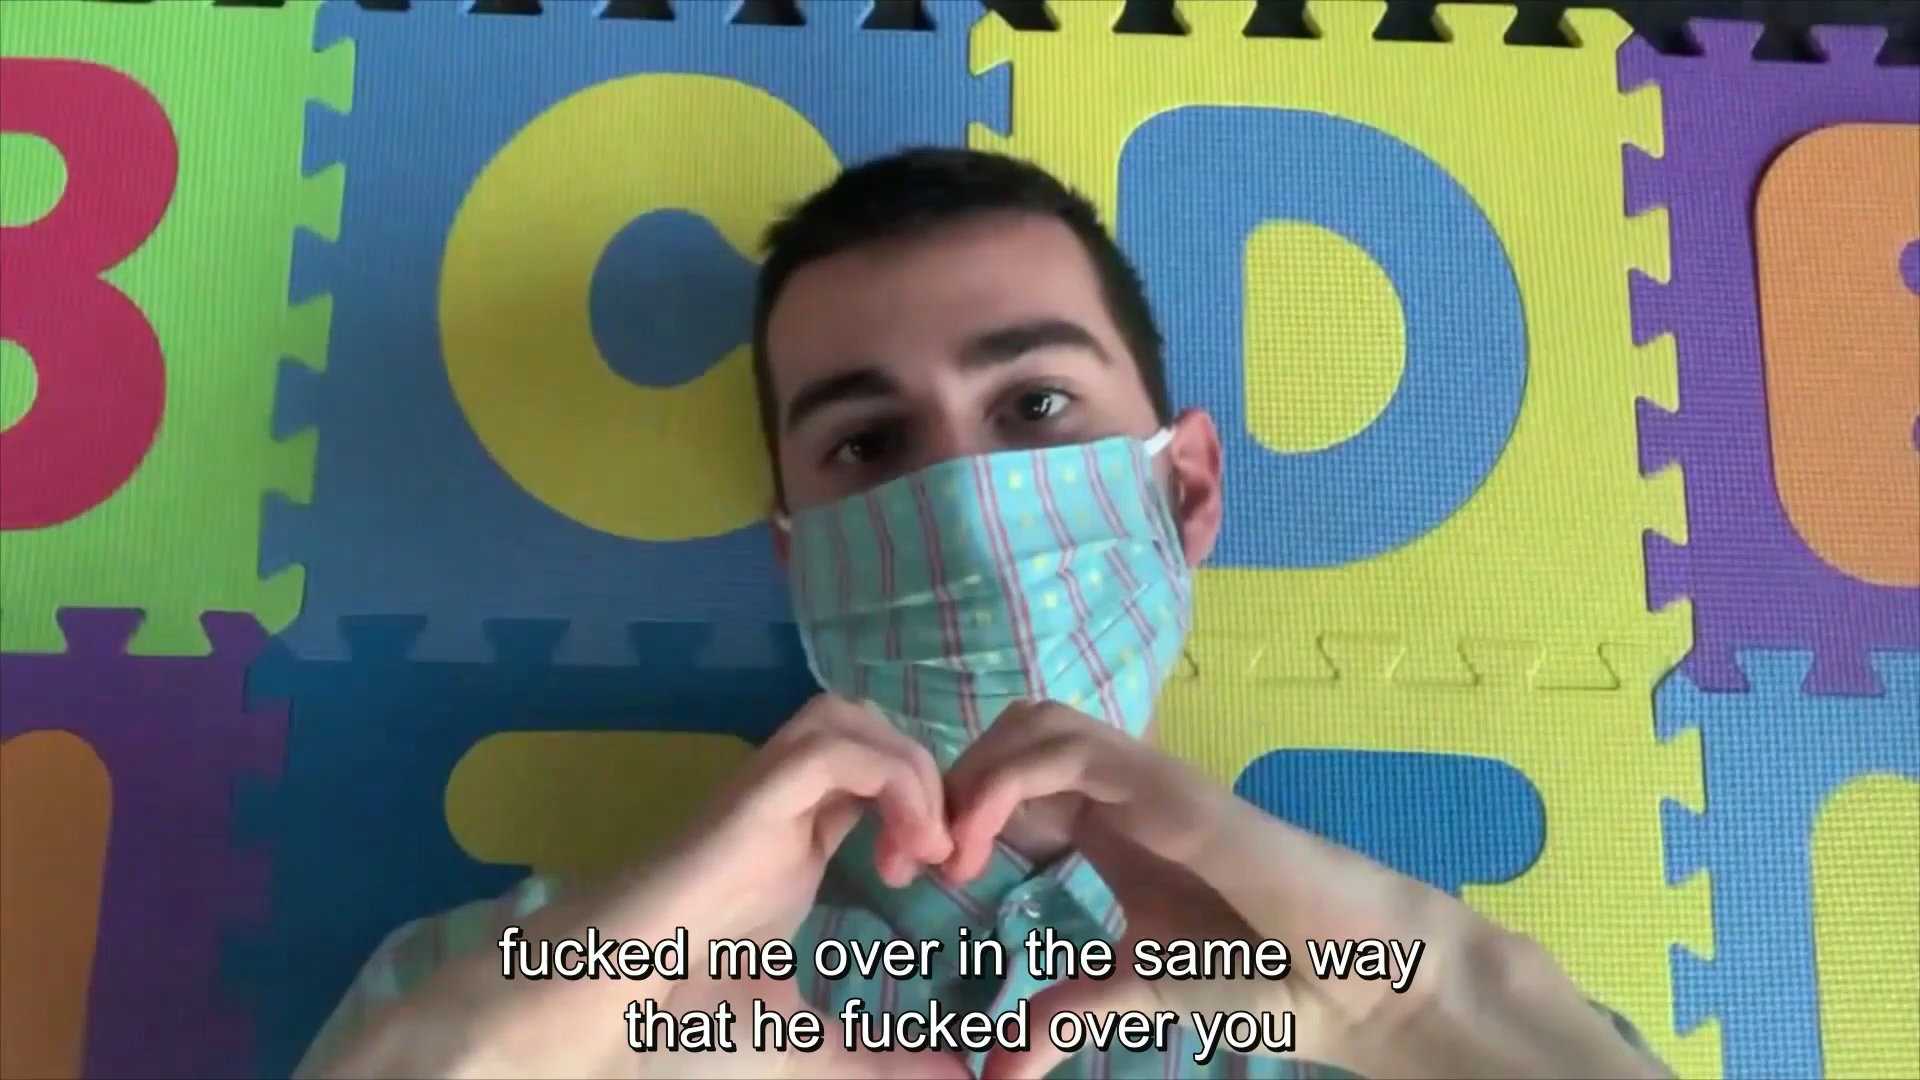 B C D
fucked me over in the same way
that he fucked over you